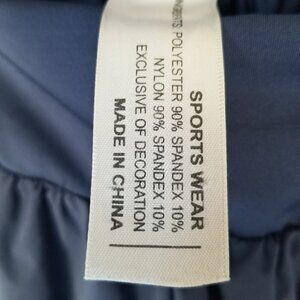 SPORTS WEAR
POLYESTER 90% SPANDEX 10%
NYLON 90% SPANDEX 10%
EXCLUSIVE OF DECORATION
MADE IN CHINA